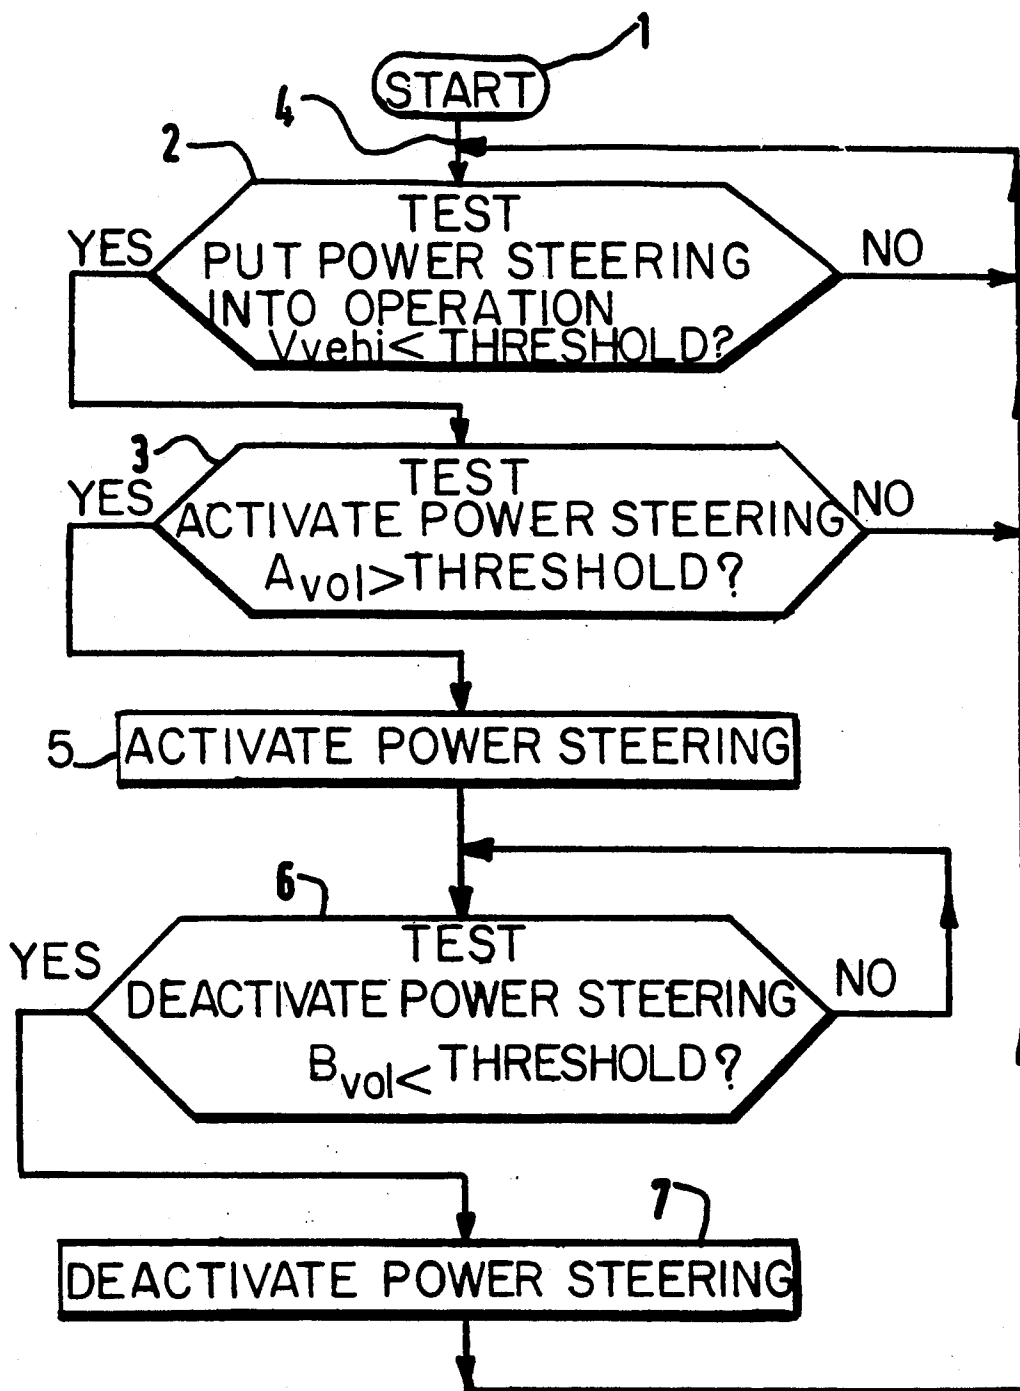 1
START
4
2
TEST
YES
NO
PUT POWER STEERING
INTO OPERATION
Vvehi< THRESHOLD?
3
TEST
YES
NO
ACTIVATE POWER STEERING
Avol>THRESHOLD?
5
ACTIVATE POWER STEERING
6
TEST
YES
NO
DEACTIVATE POWER STEERING
Bvol< THRESHOLD?
7
DEACTIVATE POWER STEERING